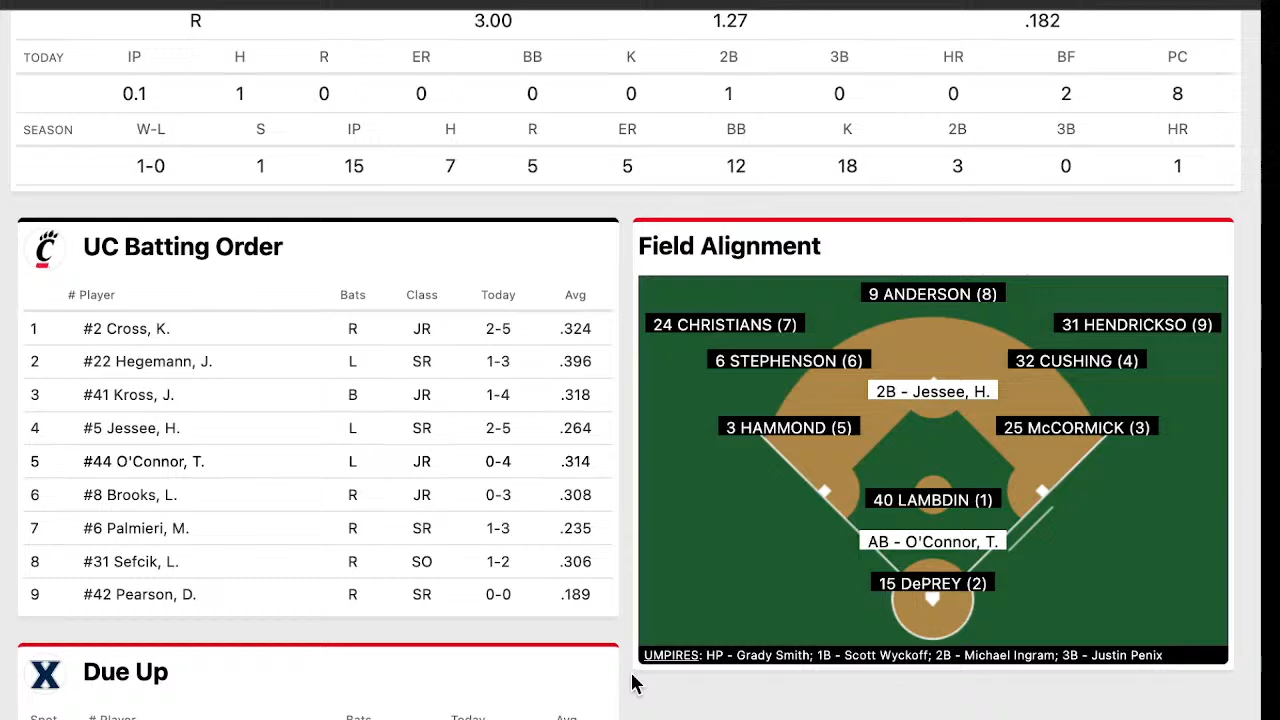 R 3.00 1.27 .182
TODAY IP H R ER BB K 2B 3B HR BF PC
0.1 1 0 0 0 0 1 0 0 2 8
SEASON W-L S IP H R ER BB K 2B 3B HR
1-0 1 15 7 5 5 12 18 3 0 1
C
UC Batting Order
# Player Bats Class Today Avg
1 #2 Cross, K. R JR 2-5 .324
2 #22 Hegemann, J. L SR 1-3 .396
3 #41 Kross, J. B JR 1-4 .318
4 #5 Jessee, H. L SR 2-5 .264
5 #44 O'Connor, T. L JR 0-4 .314
6 #8 Brooks, L. R JR 0-3 .308
7 #6 Palmieri, M. R SR 1-3 .235
8 #31 Sefcik, L. R SO 1-2 .306
9 #42 Pearson, D. R SR 0-0 .189
Field Alignment
9 ANDERSON (8)
24 CHRISTIANS (7) 31 HENDRICKSO (9)
6 STEPHENSON (6) 32 CUSHING (4)
2B - Jessee, H.
3 HAMMOND (5) 25 McCORMICK (3)
40 LAMBDIN (1)
AB - O'Connor, T.
15 DePREY (2)
UMPIRES: HP - Grady Smith; 1B - Scott Wyckoff; 2B - Michael Ingram; 3B - Justin Penix
X
Due Up
Spot # Player Bats Today Avg